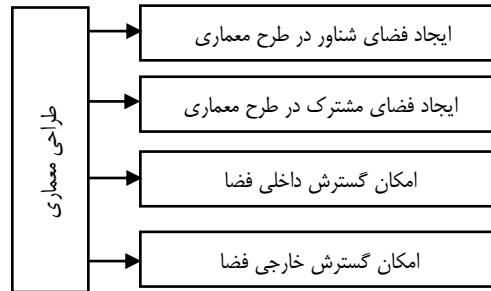 طراحی معماری
ایجاد فضای شناور در طرح معماری
ایجاد فضای مشترک در طرح معماری
امکان گسترش داخلی فضا
امکان گسترش خارجی فضا